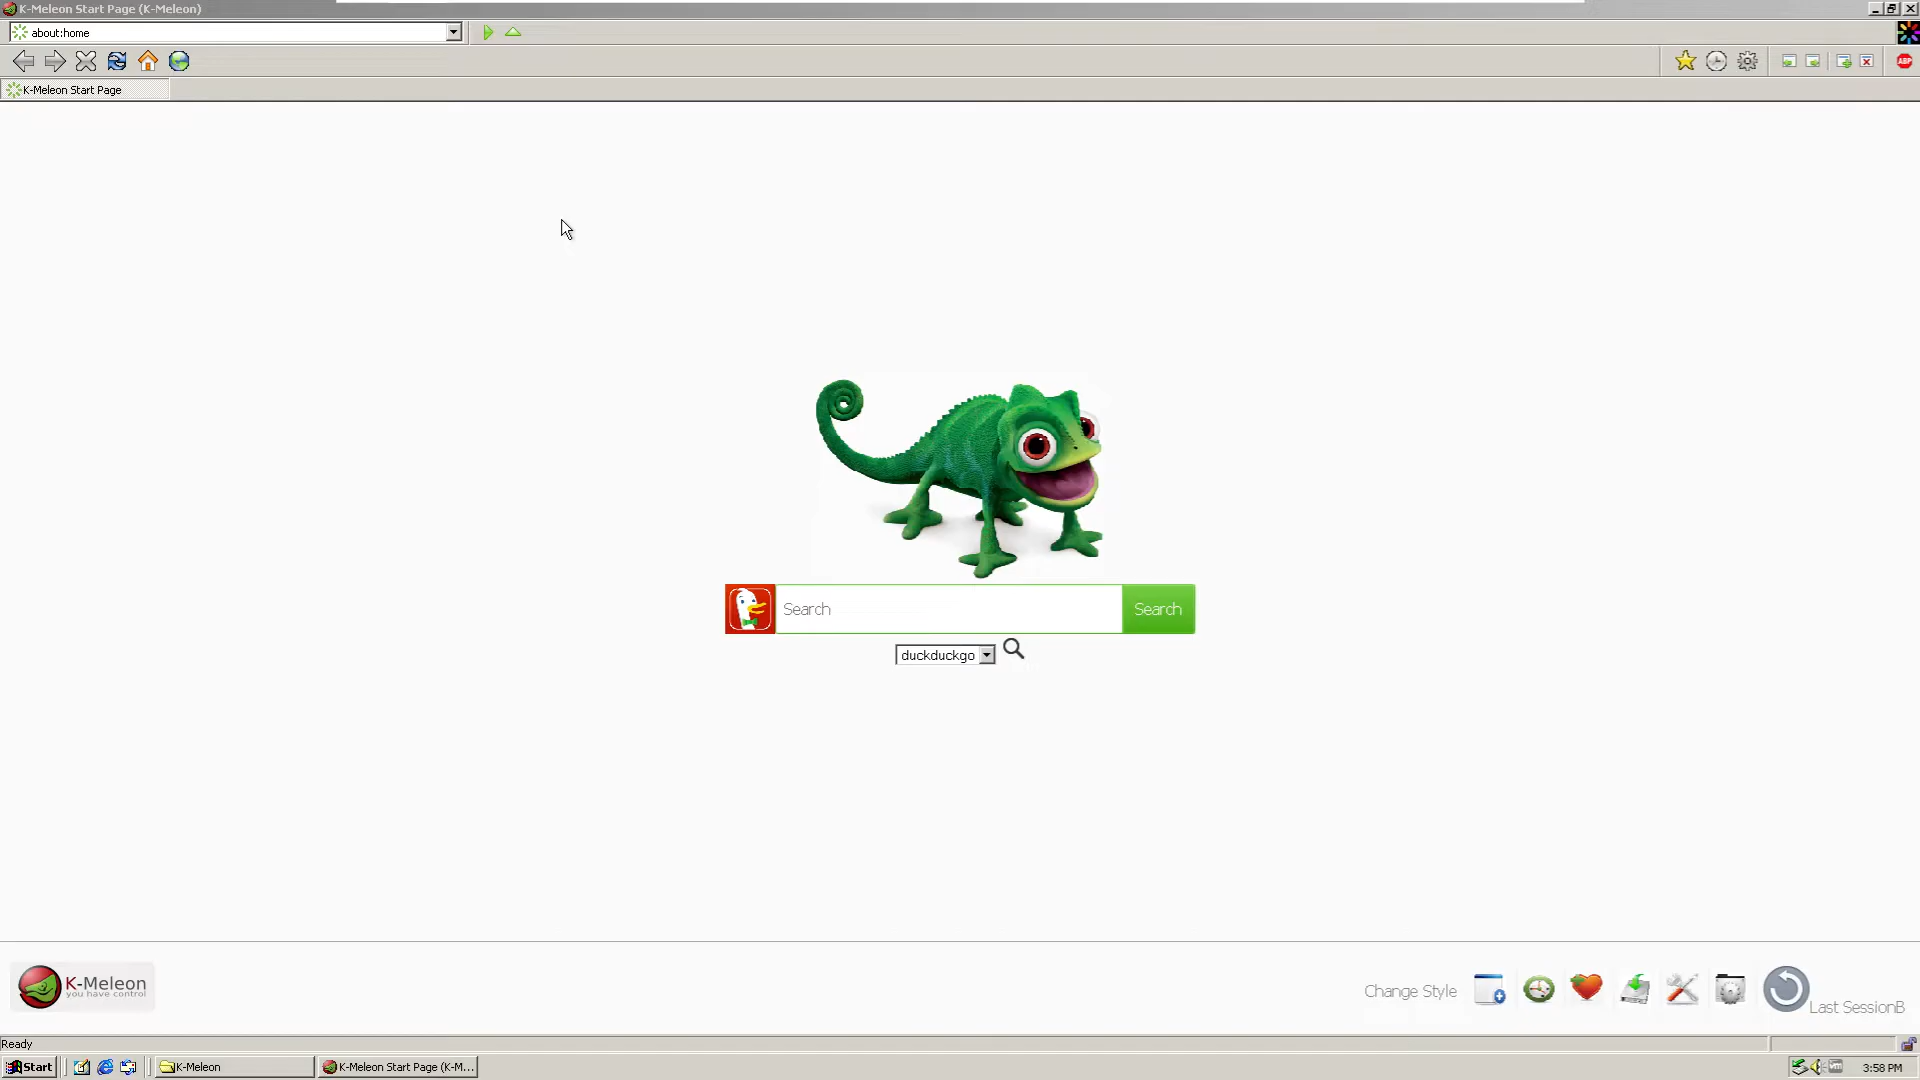 K-Meleon Start Page (K-Meleon)
about:home
ABP
K-Meleon Start Page
Search
Search
duckduckgo
K-Meleon
you have control
Change Style
Last SessionB
Ready
Start
K-Meleon
K-Meleon Start Page (K-M...
3:58 PM